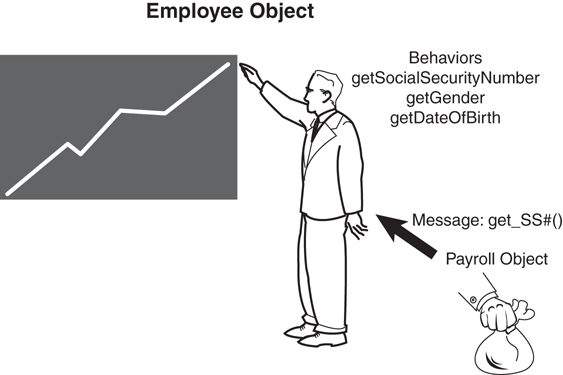 Employee Object
Behaviors
getSocialSecurityNumber
getGender
getDateOfBirth
Message: get_SS#()
Payroll Object